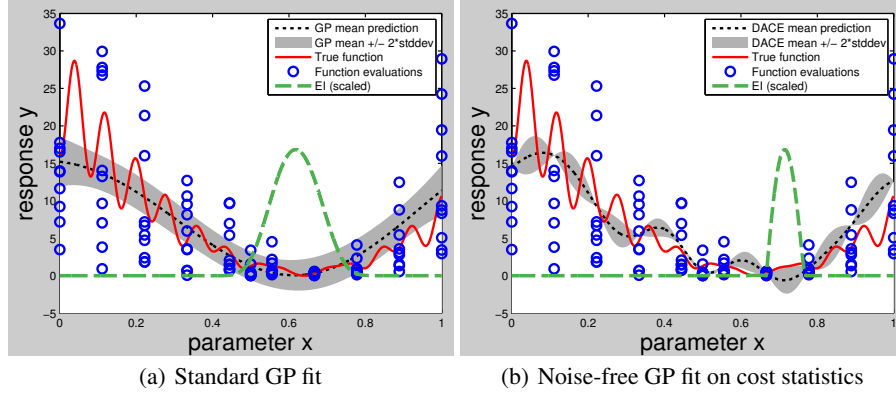 35
30
25
20
15
10
5
0
−5
response y
GP mean prediction
GP mean +/− 2*stddev
True function
Function evaluations
EI (scaled)
0 0.2 0.4 0.6 0.8 1
parameter x
(a) Standard GP fit
35
30
25
20
15
10
5
0
−5
response y
DACE mean prediction
DACE mean +/− 2*stddev
True function
Function evaluations
EI (scaled)
0 0.2 0.4 0.6 0.8 1
parameter x
(b) Noise-free GP fit on cost statistics